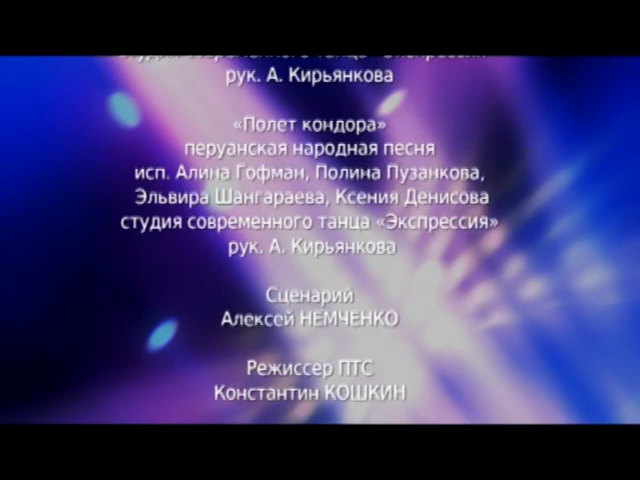 рук. А. Кирьянкова
«Полет кондора»
перуанская народная песня
исп. Алина Гофман, Полина Пузанкова,
Эльвира Шангараева, Ксения Денисова
студия современного танца «Экспрессия»
рук. А. Кирьянкова
Сценарий
Алексей НЕМЧЕНКО
Режиссер ПТС
Константин КОШКИН